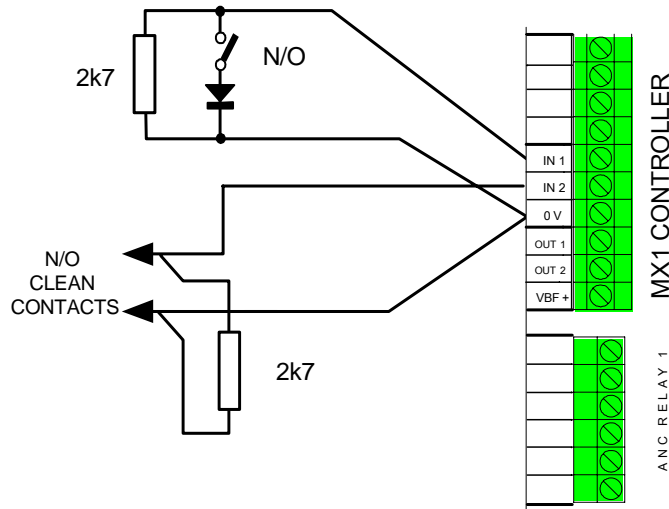 2k7
N/O
IN 1
IN 2
0 V
OUT 1
OUT 2
VBF +
MX1 CONTROLLER
N/O
CLEAN
CONTACTS
2k7
ANC RELAY 1